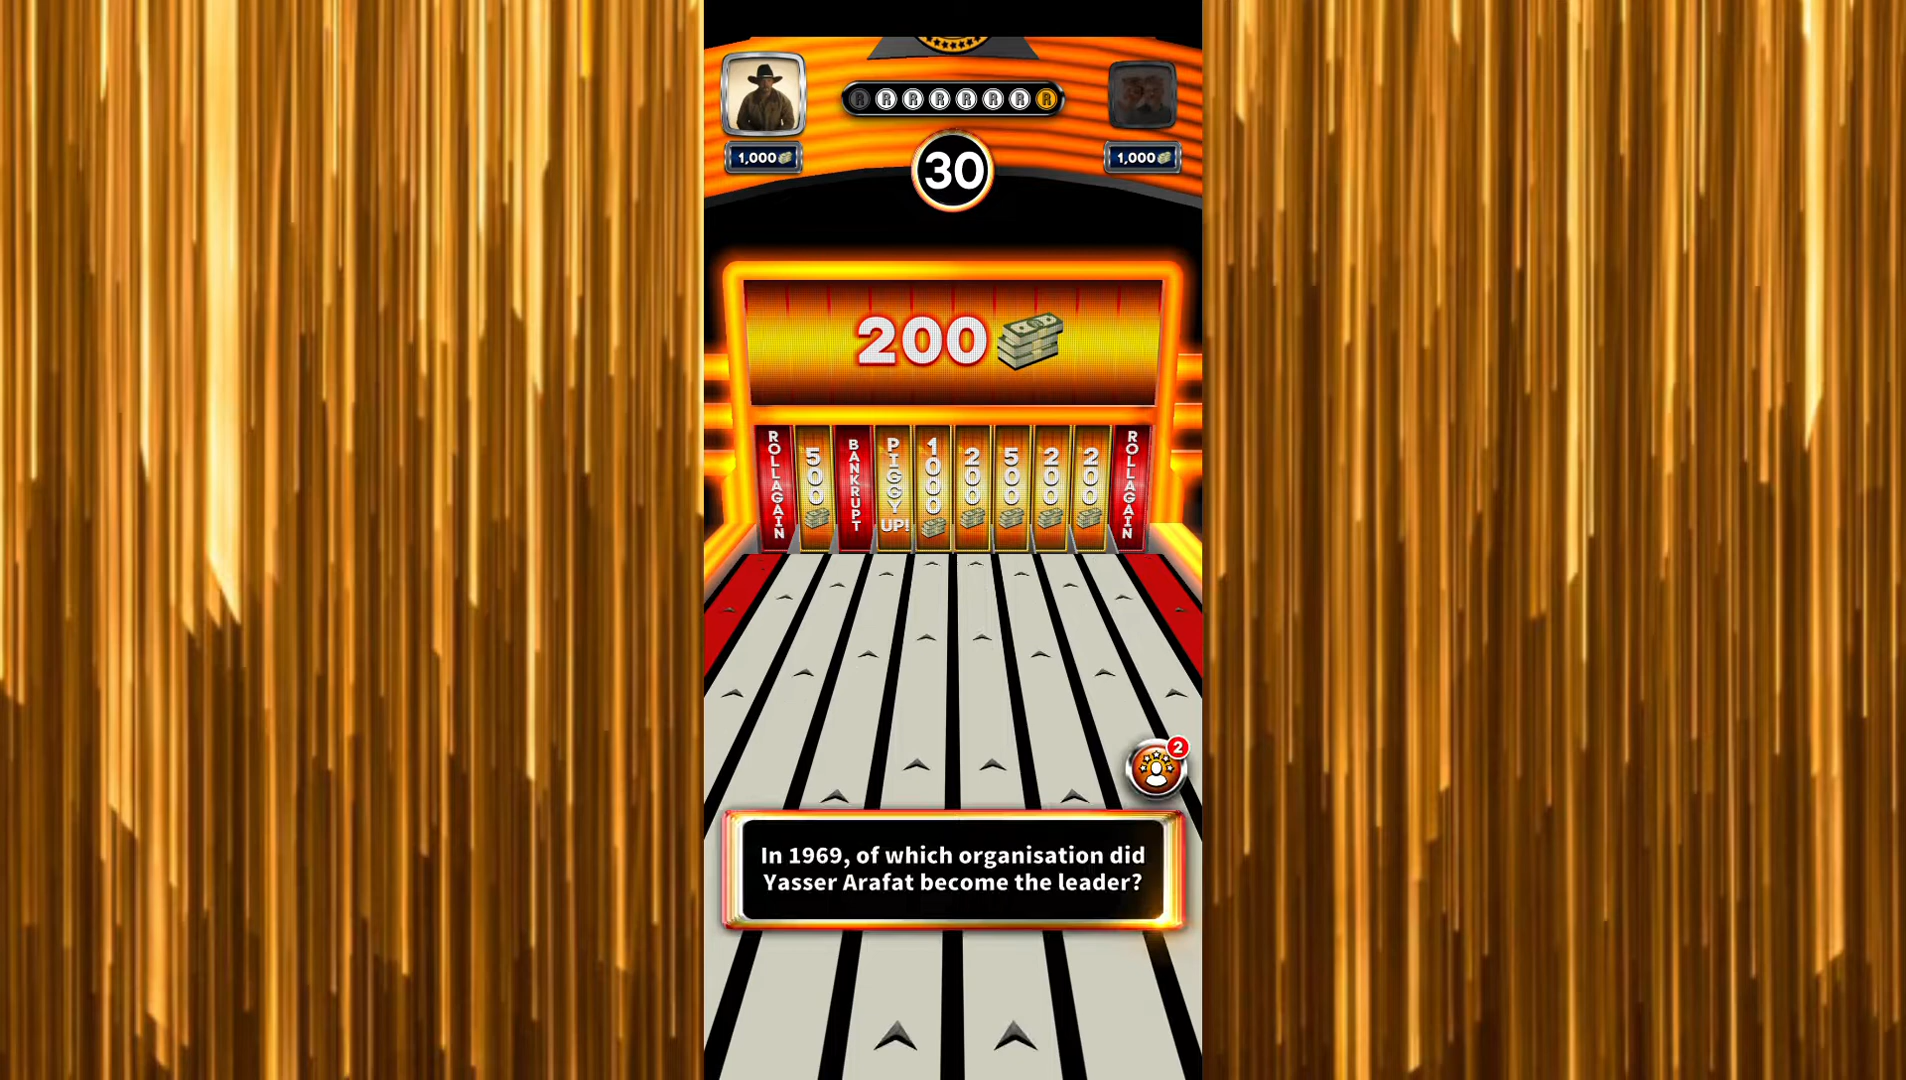 R R R R R R R R
1,000
1,000
30
200
ROLL AGAIN
500
BANKRUPT
PIGGY UP!
1000
200
500
200
200
ROLL AGAIN
2
In 1969, of which organisation did
Yasser Arafat become the leader?